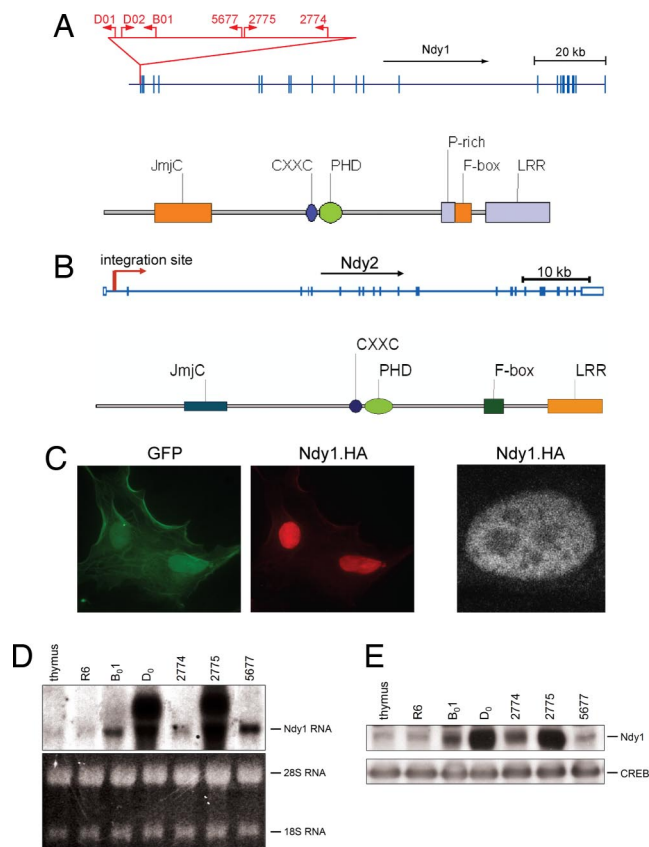 A
D01 D02 B01 5677 2775 2774
Ndy1
20 kb
P-rich
JmjC CXXC PHD F-box LRR
B
integration site
Ndy2
10 kb
CXXC
JmjC PHD F-box LRR
C
GFP Ndy1.HA Ndy1.HA
D
thymus R6 B01 D0 2774 2775 5677
Ndy1 RNA
28S RNA
18S RNA
E
thymus R6 B01 D0 2774 2775 5677
Ndy1
CREB